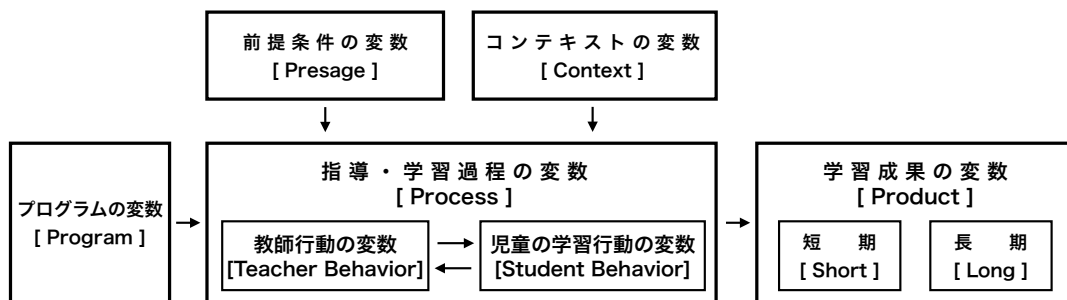 前提条件の変数
[ Presage ]
コンテキストの変数
[ Context ]
プログラムの変数
[ Program ]
指導・学習過程の変数
[ Process ]
教師行動の変数
[Teacher Behavior]
児童の学習行動の変数
[Student Behavior]
学習成果の変数
[ Product ]
短 期
[ Short ]
長 期
[ Long ]